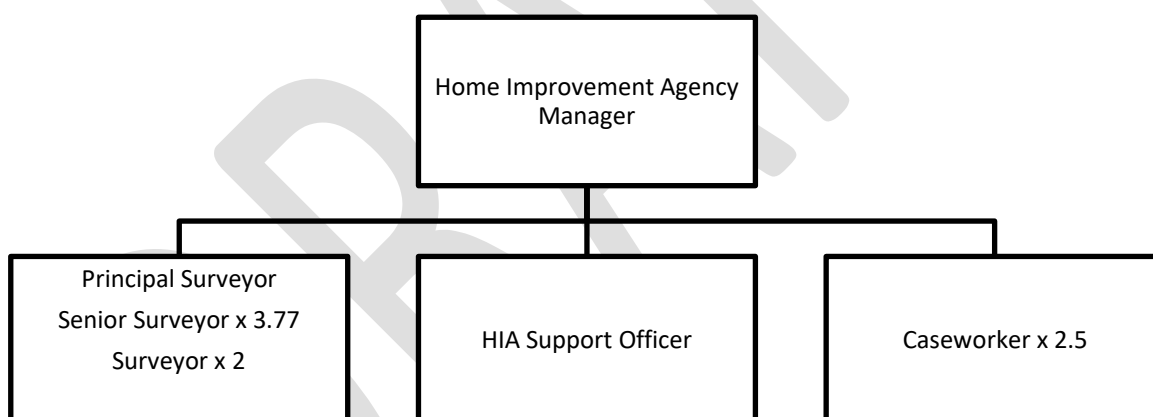 Home Improvement Agency
Manager
Principal Surveyor
Senior Surveyor x 3.77
Surveyor x 2
HIA Support Officer
Caseworker x 2.5